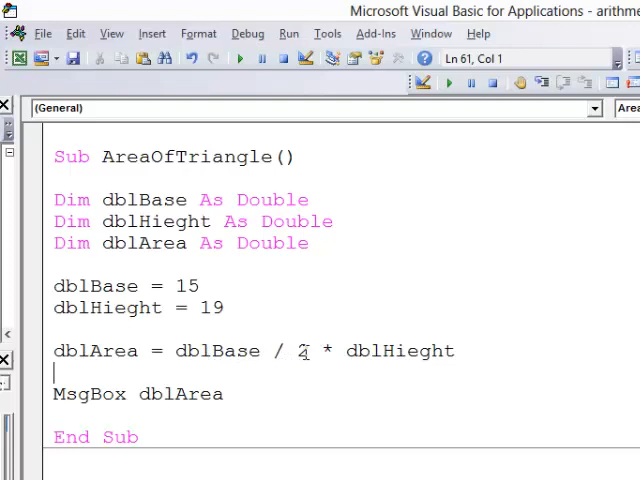 Microsoft Visual Basic for Applications - arithme
File Edit View Insert Format Debug Run Tools Add-Ins Window Help
Ln 61, Col 1
(General) Area
Sub AreaOfTriangle()
Dim dblBase As Double
Dim dblHieght As Double
Dim dblArea As Double
dblBase = 15
dblHieght = 19
dblArea = dblBase / 2 * dblHieght
MsgBox dblArea
End Sub